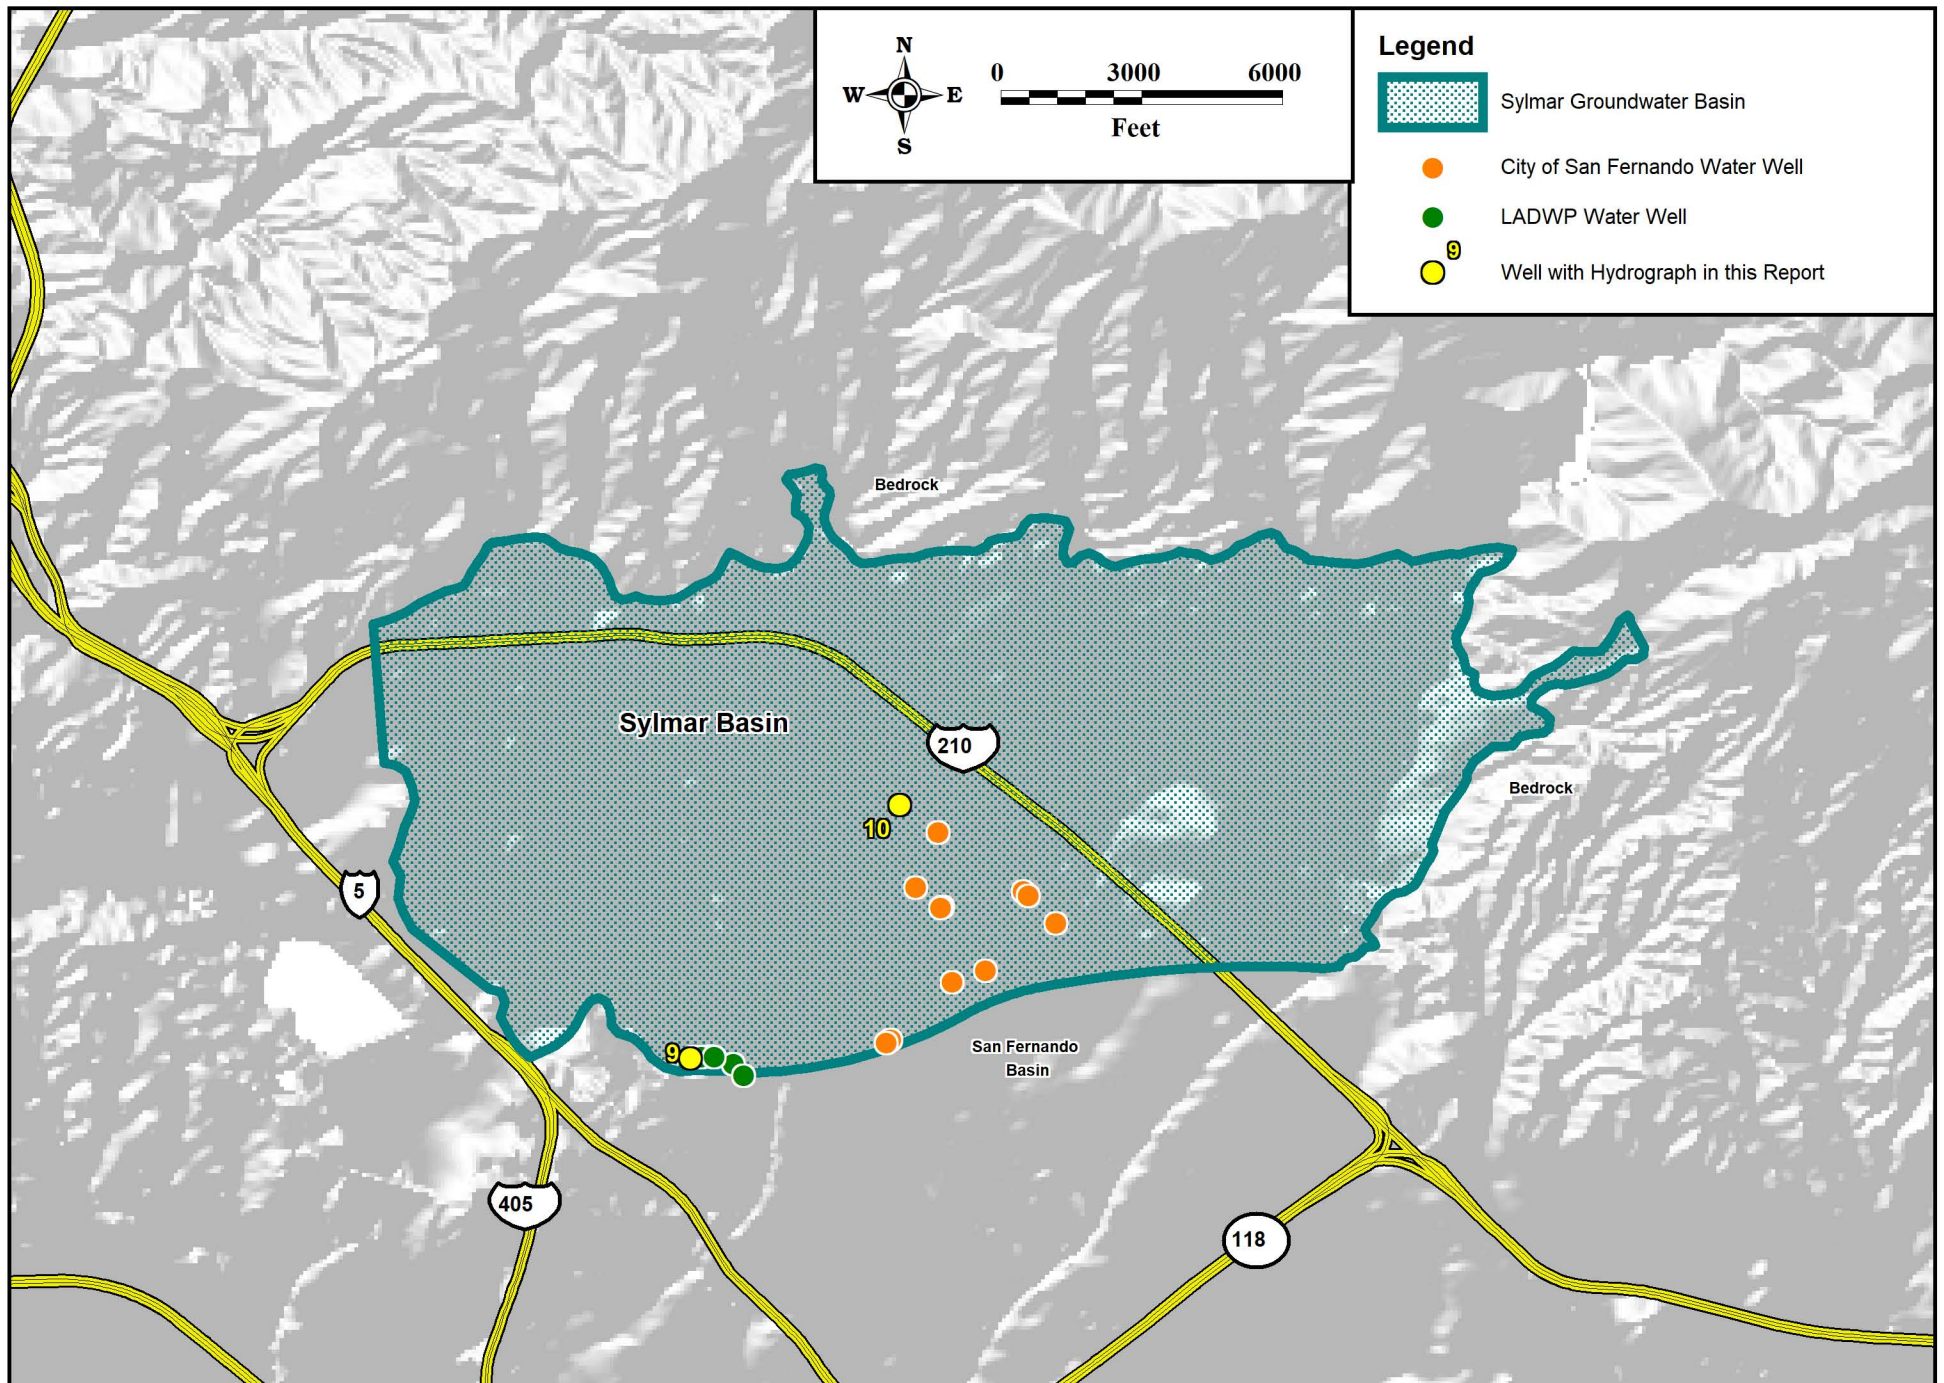 N
W E
S
0 3000 6000
Feet
Legend
Sylmar Groundwater Basin
City of San Fernando Water Well
LADWP Water Well
9
Well with Hydrograph in this Report
Bedrock
Sylmar Basin
210
Bedrock
10
5
9
San Fernando
Basin
405
118